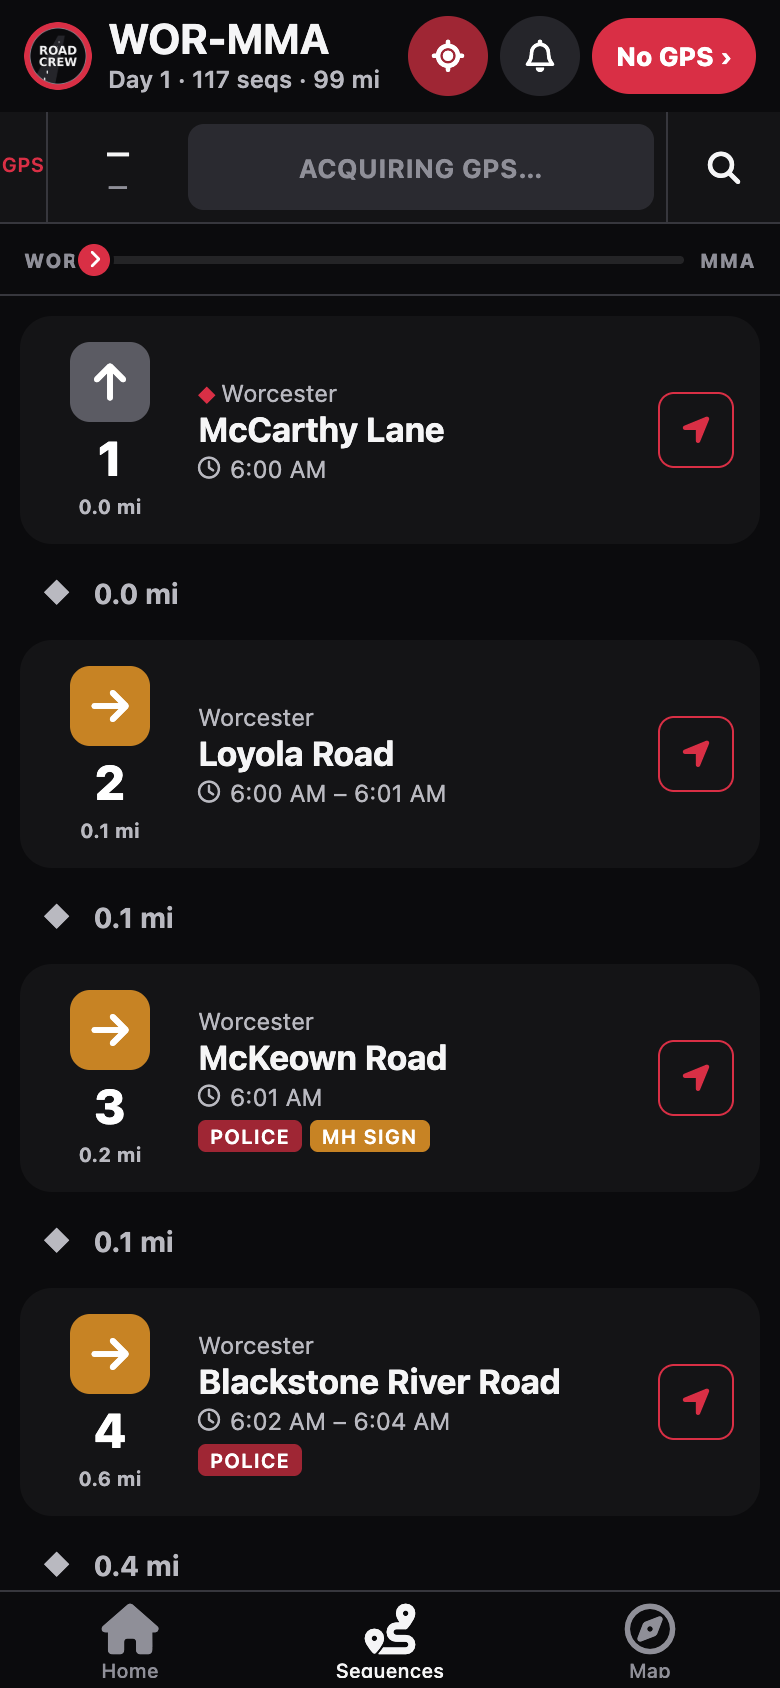 ROAD
CREW
WOR-MMA
Day 1 · 117 seqs · 99 mi
No GPS ›
GPS
—
–
ACQUIRING GPS...
WOR
MMA
1
0.0 mi
Worcester
McCarthy Lane
6:00 AM
0.0 mi
2
0.1 mi
Worcester
Loyola Road
6:00 AM – 6:01 AM
0.1 mi
3
0.2 mi
Worcester
McKeown Road
6:01 AM
POLICE MH SIGN
0.1 mi
4
0.6 mi
Worcester
Blackstone River Road
6:02 AM – 6:04 AM
POLICE
0.4 mi
Home Sequences Map